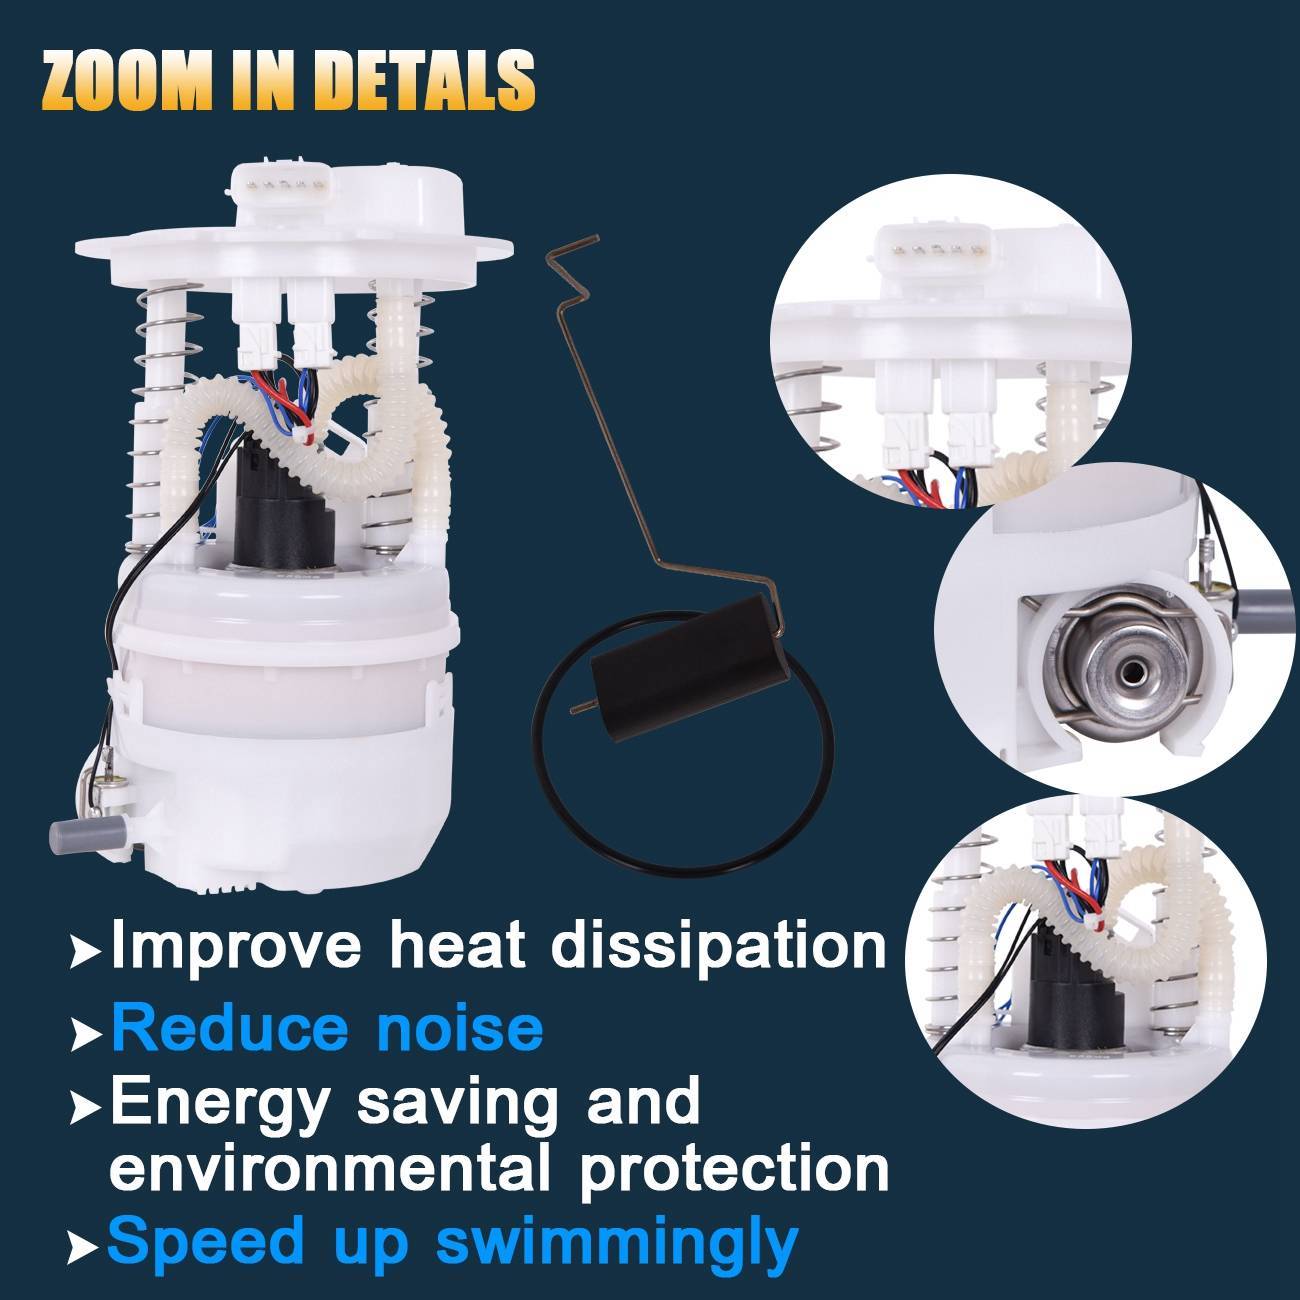 ZOOM IN DETALS
Improve heat dissipation
Reduce noise
Energy saving and
environmental protection
Speed up swimmingly